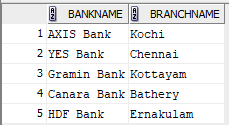 BANKNAME BRANCHNAME
1 AXIS Bank Kochi
2 YES Bank Chennai
3 Gramin Bank Kottayam
4 Canara Bank Bathery
5 HDF Bank Ernakulam